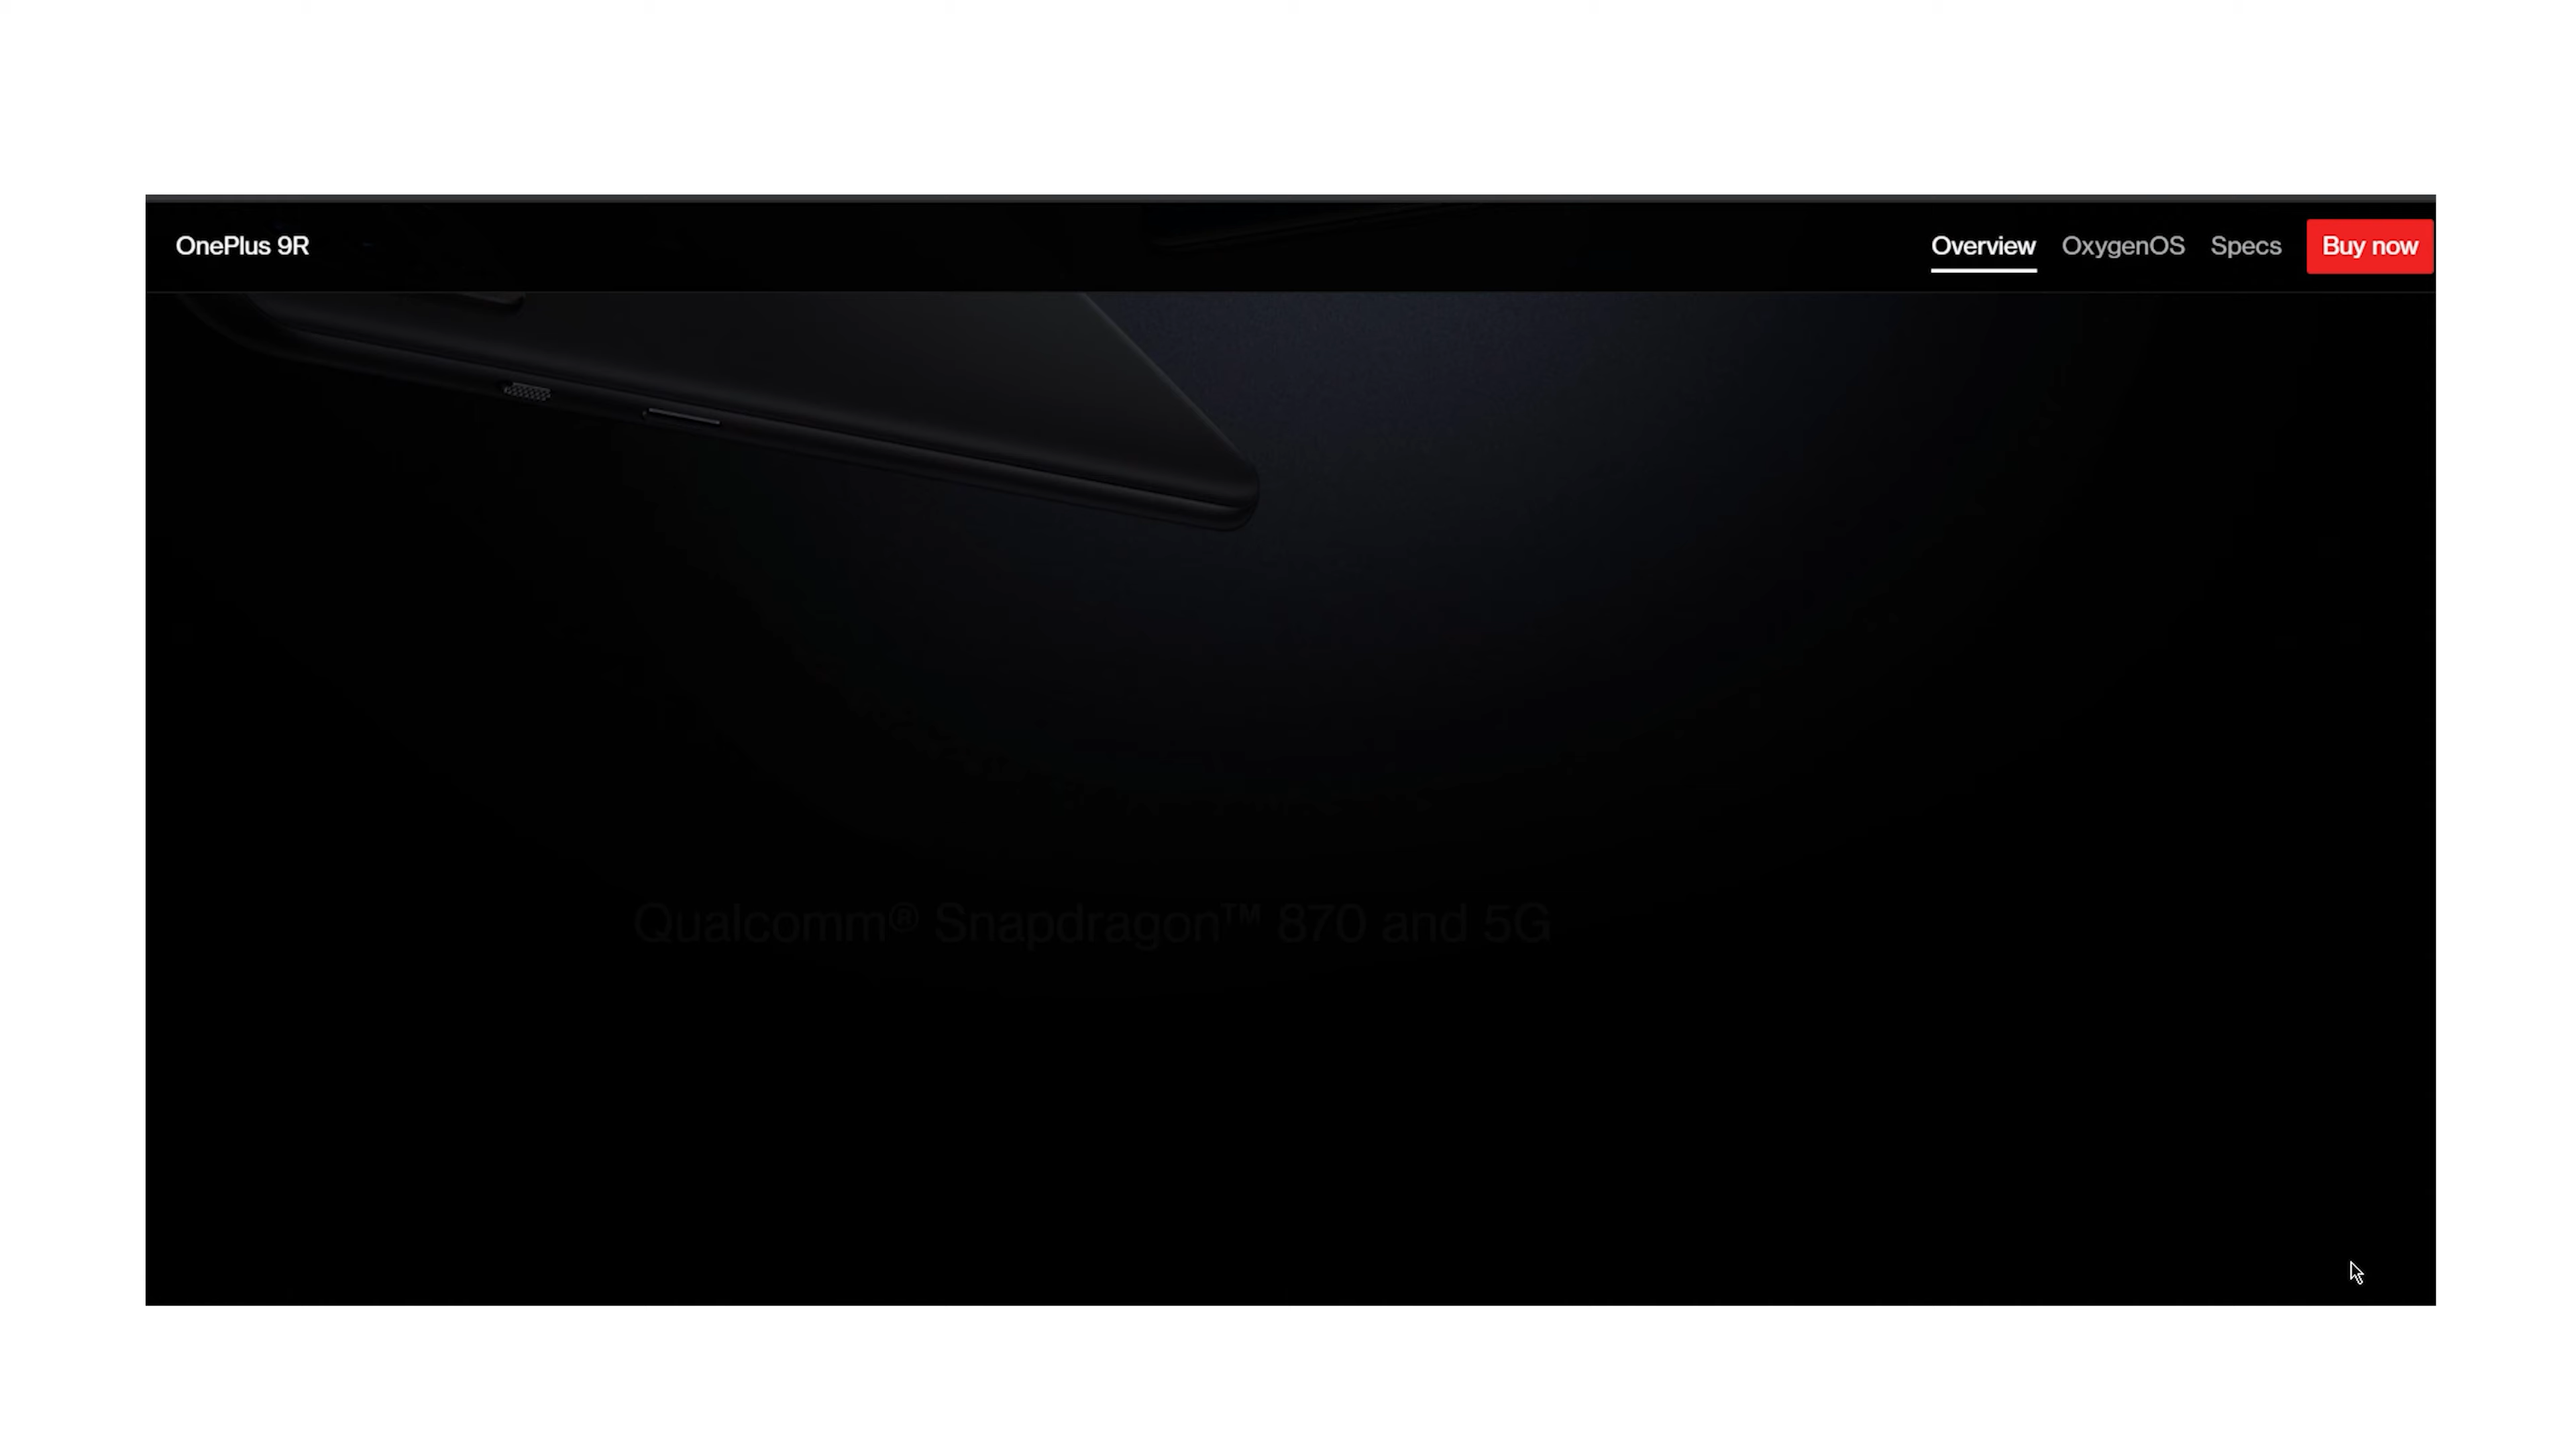 OnePlus 9R
Overview OxygenOS Specs Buy now
Qualcomm® Snapdragon™ 870 and 5G